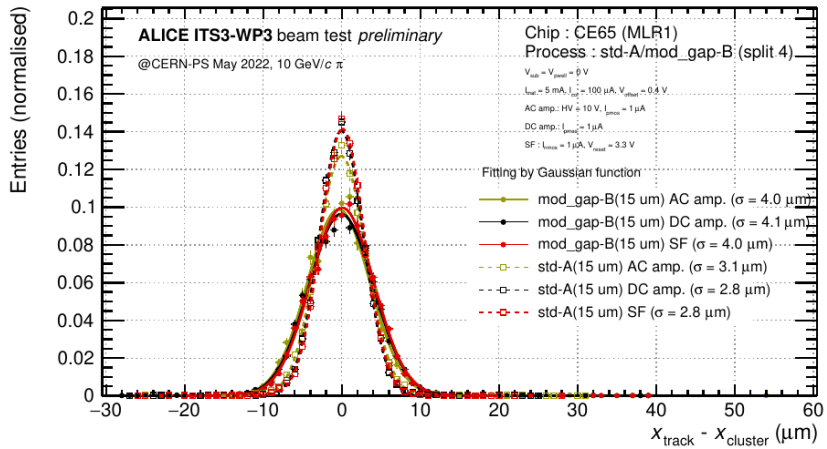 ALICE ITS3-WP3 beam test preliminary
@CERN-PS May 2022, 10 GeV/c π
Chip : CE65 (MLR1)
Process : std-A/mod_gap-B (split 4)
V_sub = V_pwell = 0 V
I_mat = 5 mA, I_col = 100 μA, V_offset = 0.4 V
AC amp.: HV = 10 V, I_pmos = 1μA
DC amp.: I_pmos = 1μA
SF : I_nmos = 1μA, V_reset = 3.3 V
Fitting by Gaussian function
mod_gap-B(15 um) AC amp. (σ = 4.0 μm)
mod_gap-B(15 um) DC amp. (σ = 4.1 μm)
mod_gap-B(15 um) SF (σ = 4.0 μm)
std-A(15 um) AC amp. (σ = 3.1 μm)
std-A(15 um) DC amp. (σ = 2.8 μm)
std-A(15 um) SF (σ = 2.8 μm)
Entries (normalised)
0.2
0.18
0.16
0.14
0.12
0.1
0.08
0.06
0.04
0.02
0
−30 −20 −10 0 10 20 30 40 50 60
x_track - x_cluster (μm)